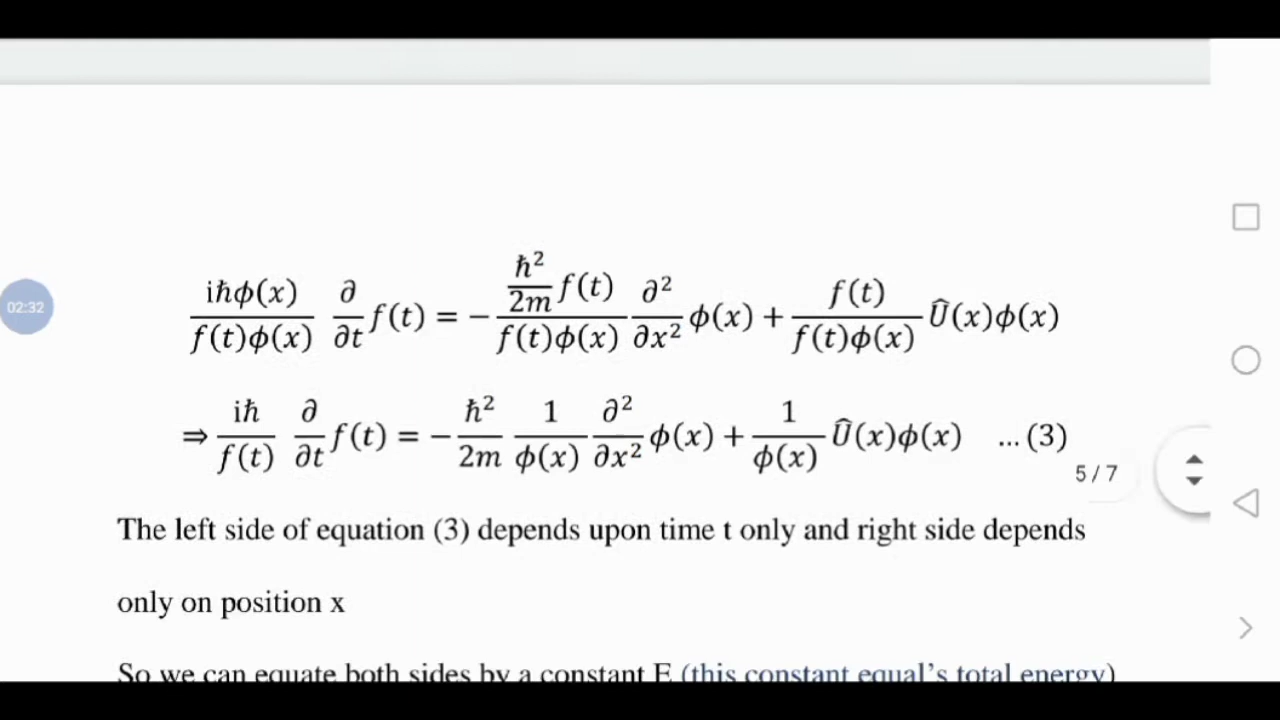 iħϕ(x)/f(t)ϕ(x) ∂/∂t f(t) = − ħ²/2m f(t)/f(t)ϕ(x) ∂²/∂x² ϕ(x) + f(t)/f(t)ϕ(x) Û(x)ϕ(x)
02:32
⇒ iħ/f(t) ∂/∂t f(t) = − ħ²/2m 1/ϕ(x) ∂²/∂x² ϕ(x) + 1/ϕ(x) Û(x)ϕ(x) ... (3)
5 / 7
The left side of equation (3) depends upon time t only and right side depends
only on position x
So we can equate both sides by a constant E (this constant equal's total energy)